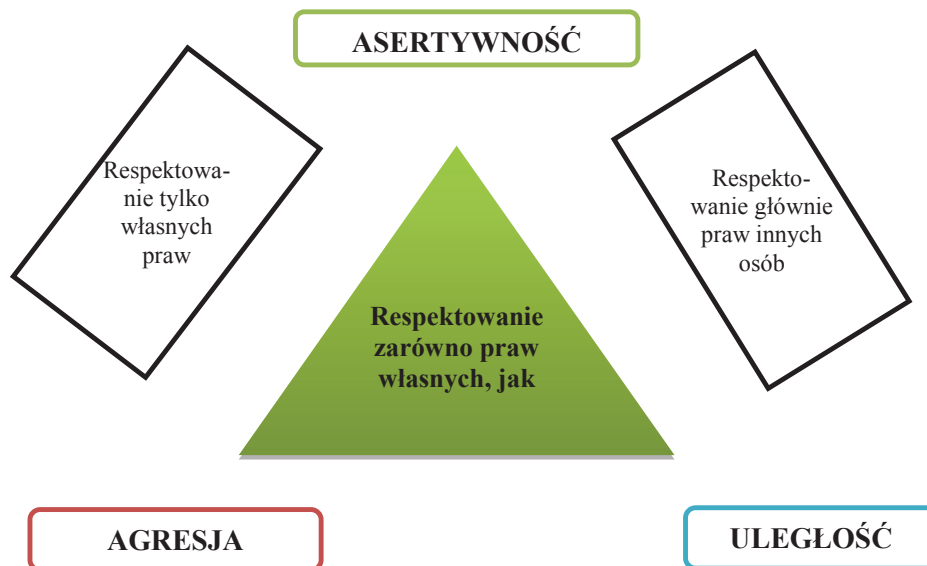 ASERTYWNOŚĆ
Respektowa-
nie tylko
własnych
praw
Respekto-
wanie głównie
praw innych
osób
Respektowanie
zarówno praw
własnych, jak
AGRESJA
ULEGŁOŚĆ